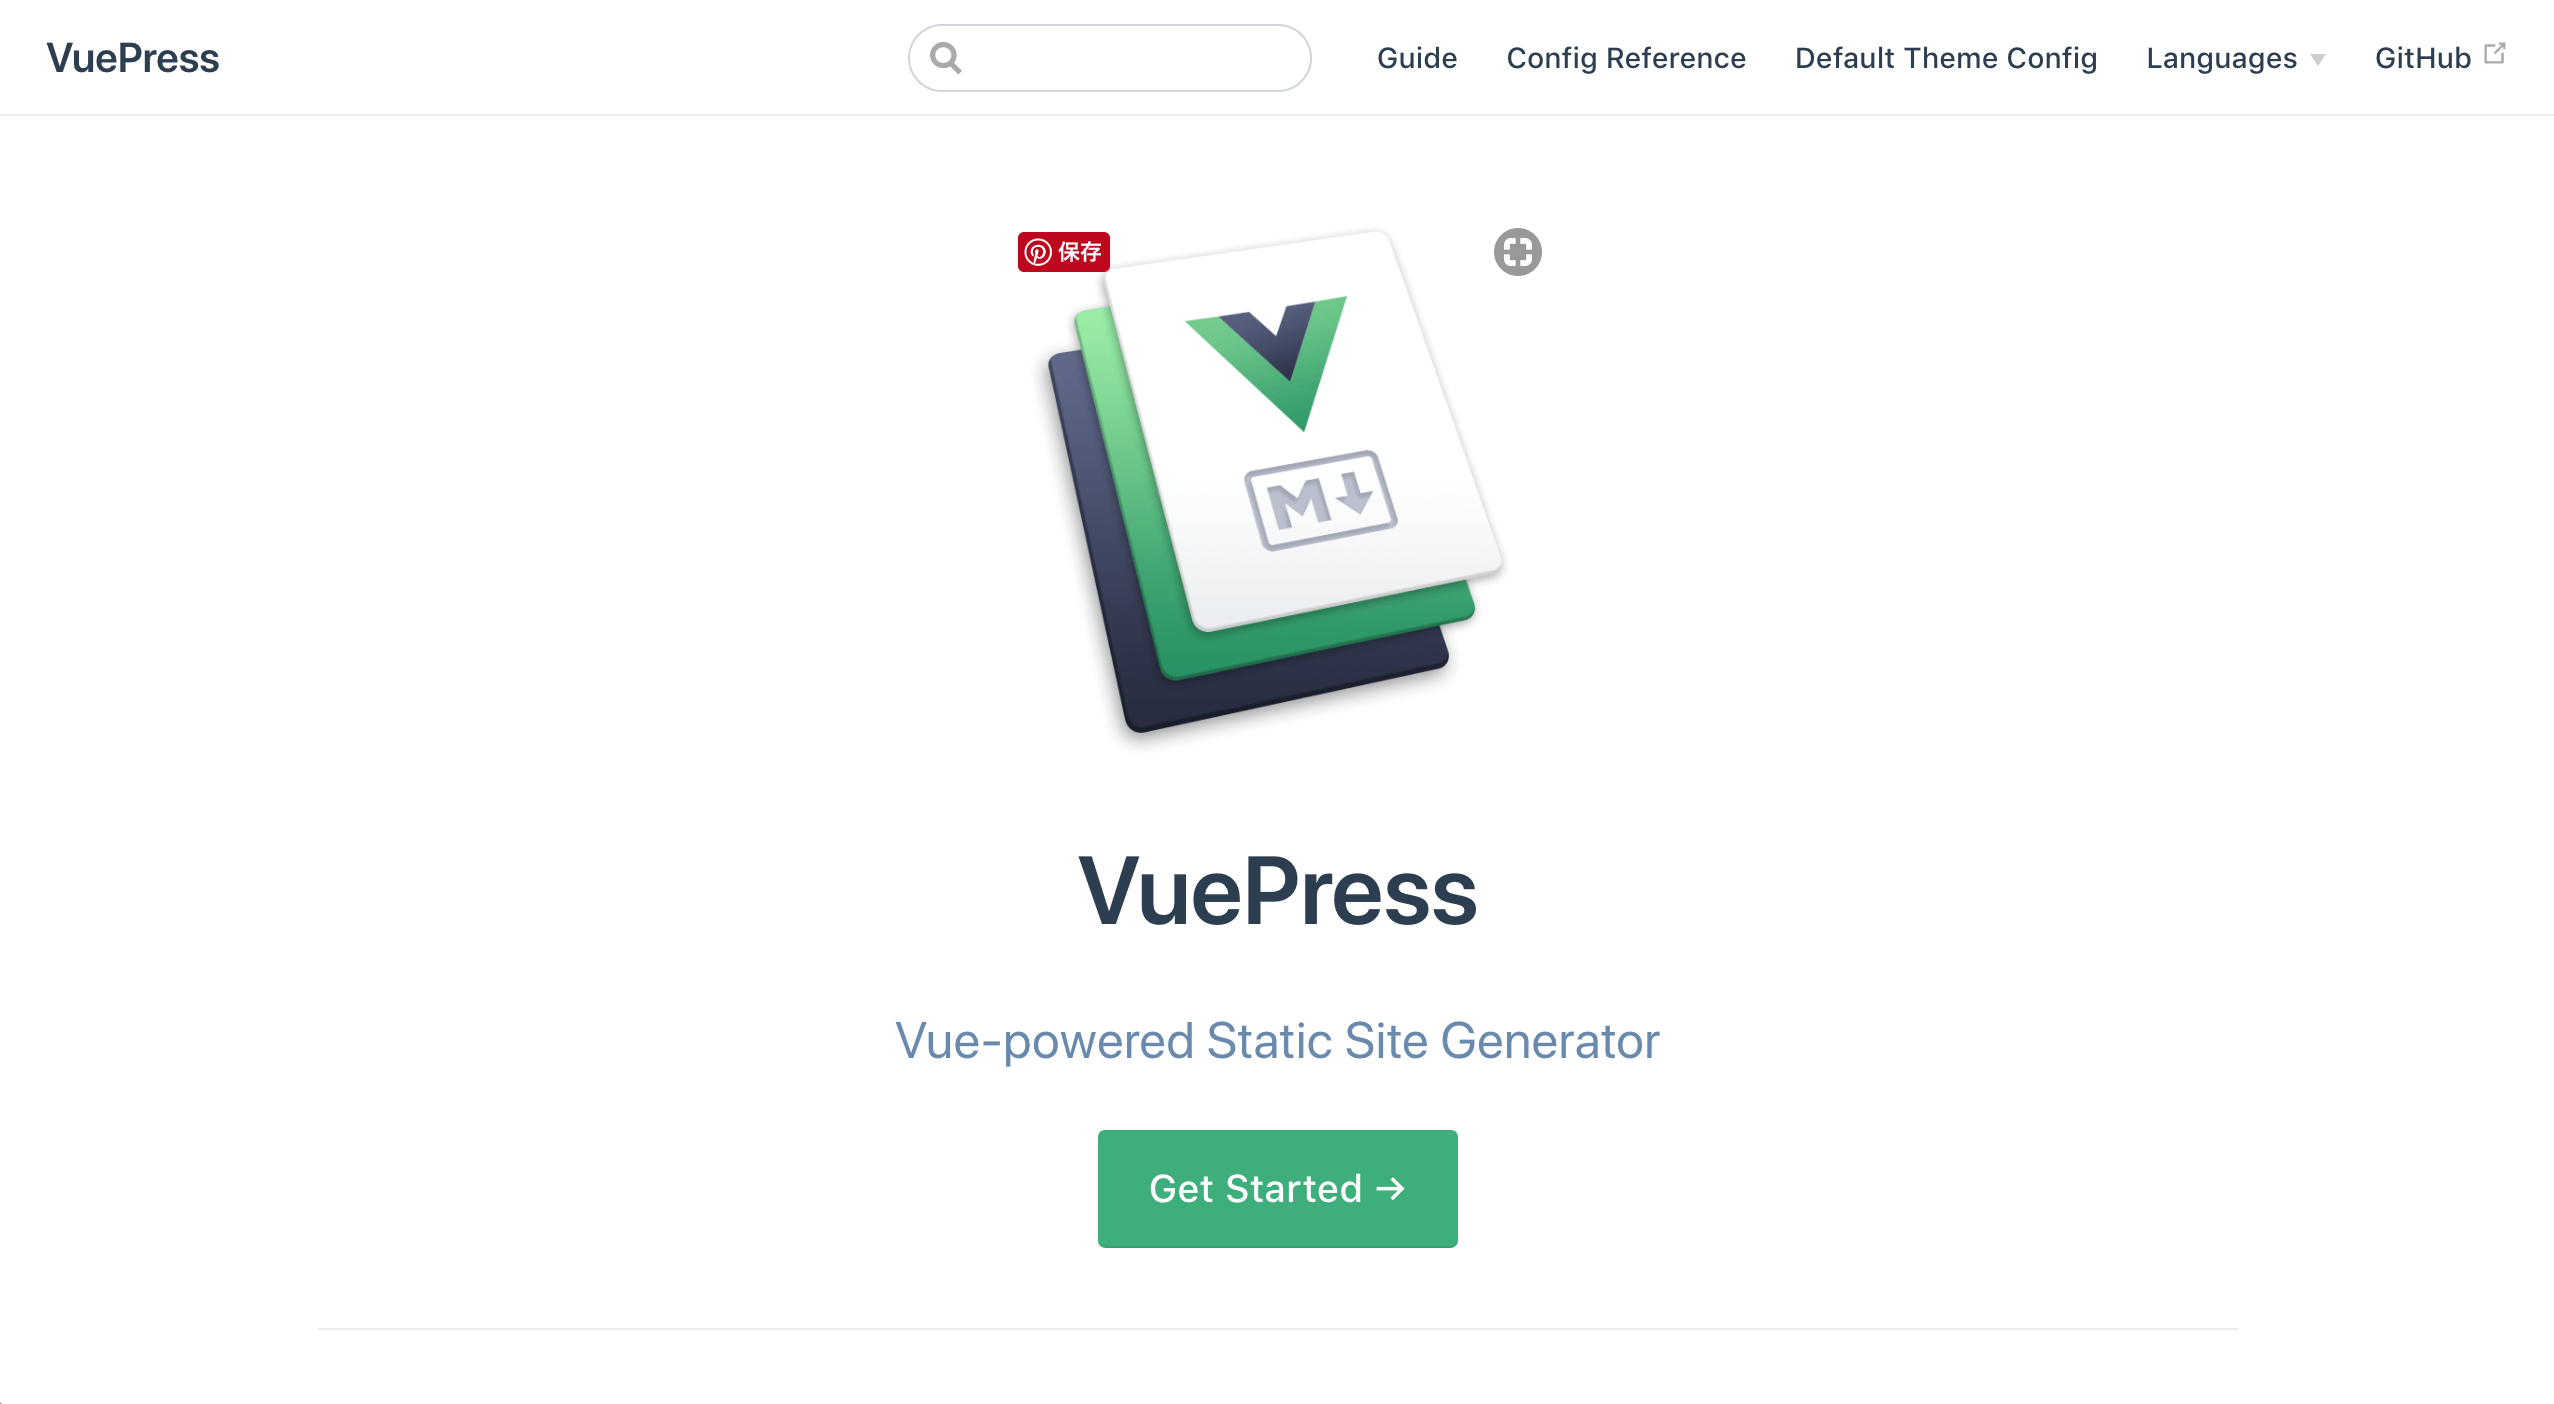 VuePress
Guide
Config Reference
Default Theme Config
Languages
GitHub
保存
M
VuePress
Vue-powered Static Site Generator
Get Started →